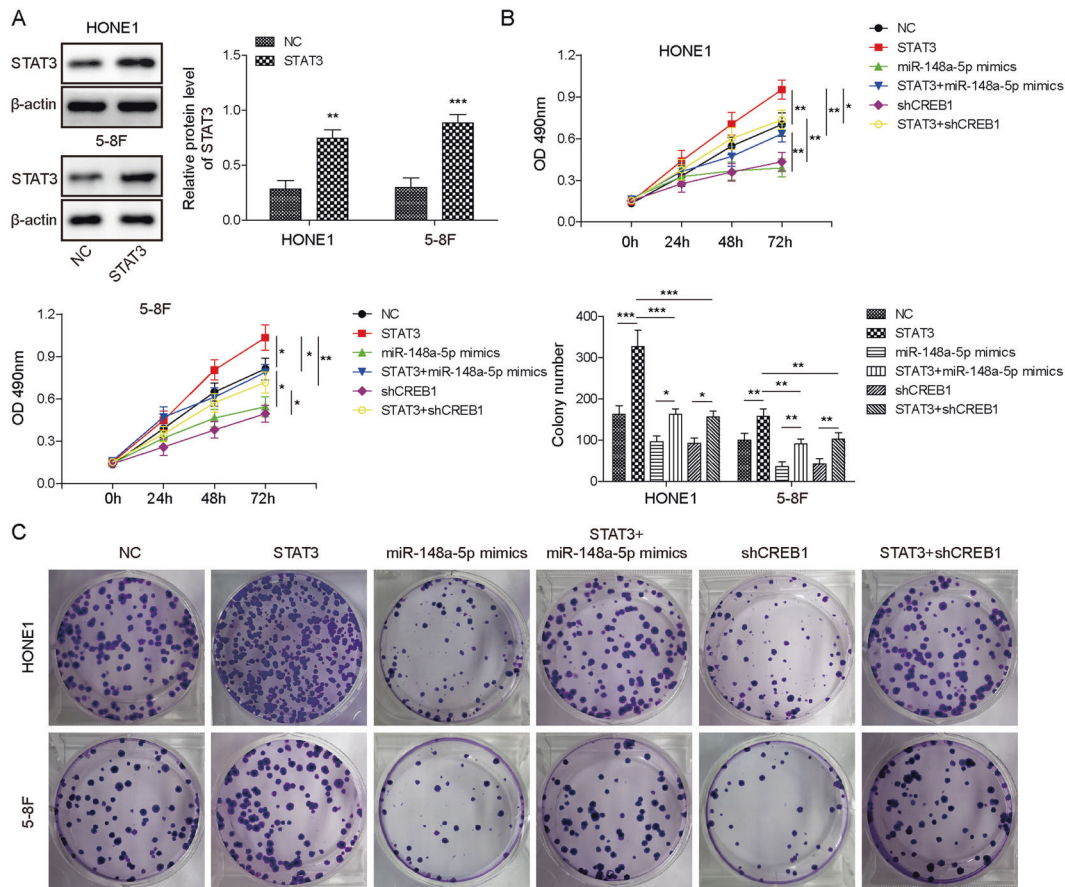 A
HONE1
STAT3
β-actin
5-8F
STAT3
β-actin
NC
STAT3
NC
STAT3
Relative protein level
of STAT3
1.5
1.0
0.5
0.0
**
***
HONE1
5-8F
B
HONE1
OD 490nm
1.2
0.9
0.6
0.3
0.0
0h
24h
48h
72h
**
**
**
**
*
NC
STAT3
miR-148a-5p mimics
STAT3+miR-148a-5p mimics
shCREB1
STAT3+shCREB1
5-8F
OD 490nm
1.2
0.9
0.6
0.3
0.0
0h
24h
48h
72h
*
*
*
*
**
NC
STAT3
miR-148a-5p mimics
STAT3+miR-148a-5p mimics
shCREB1
STAT3+shCREB1
Colony number
400
300
200
100
0
***
***
***
*
*
**
**
**
**
**
HONE1
5-8F
NC
STAT3
miR-148a-5p mimics
STAT3+miR-148a-5p mimics
shCREB1
STAT3+shCREB1
C
NC
STAT3
miR-148a-5p mimics
STAT3+
miR-148a-5p mimics
shCREB1
STAT3+shCREB1
HONE1
5-8F